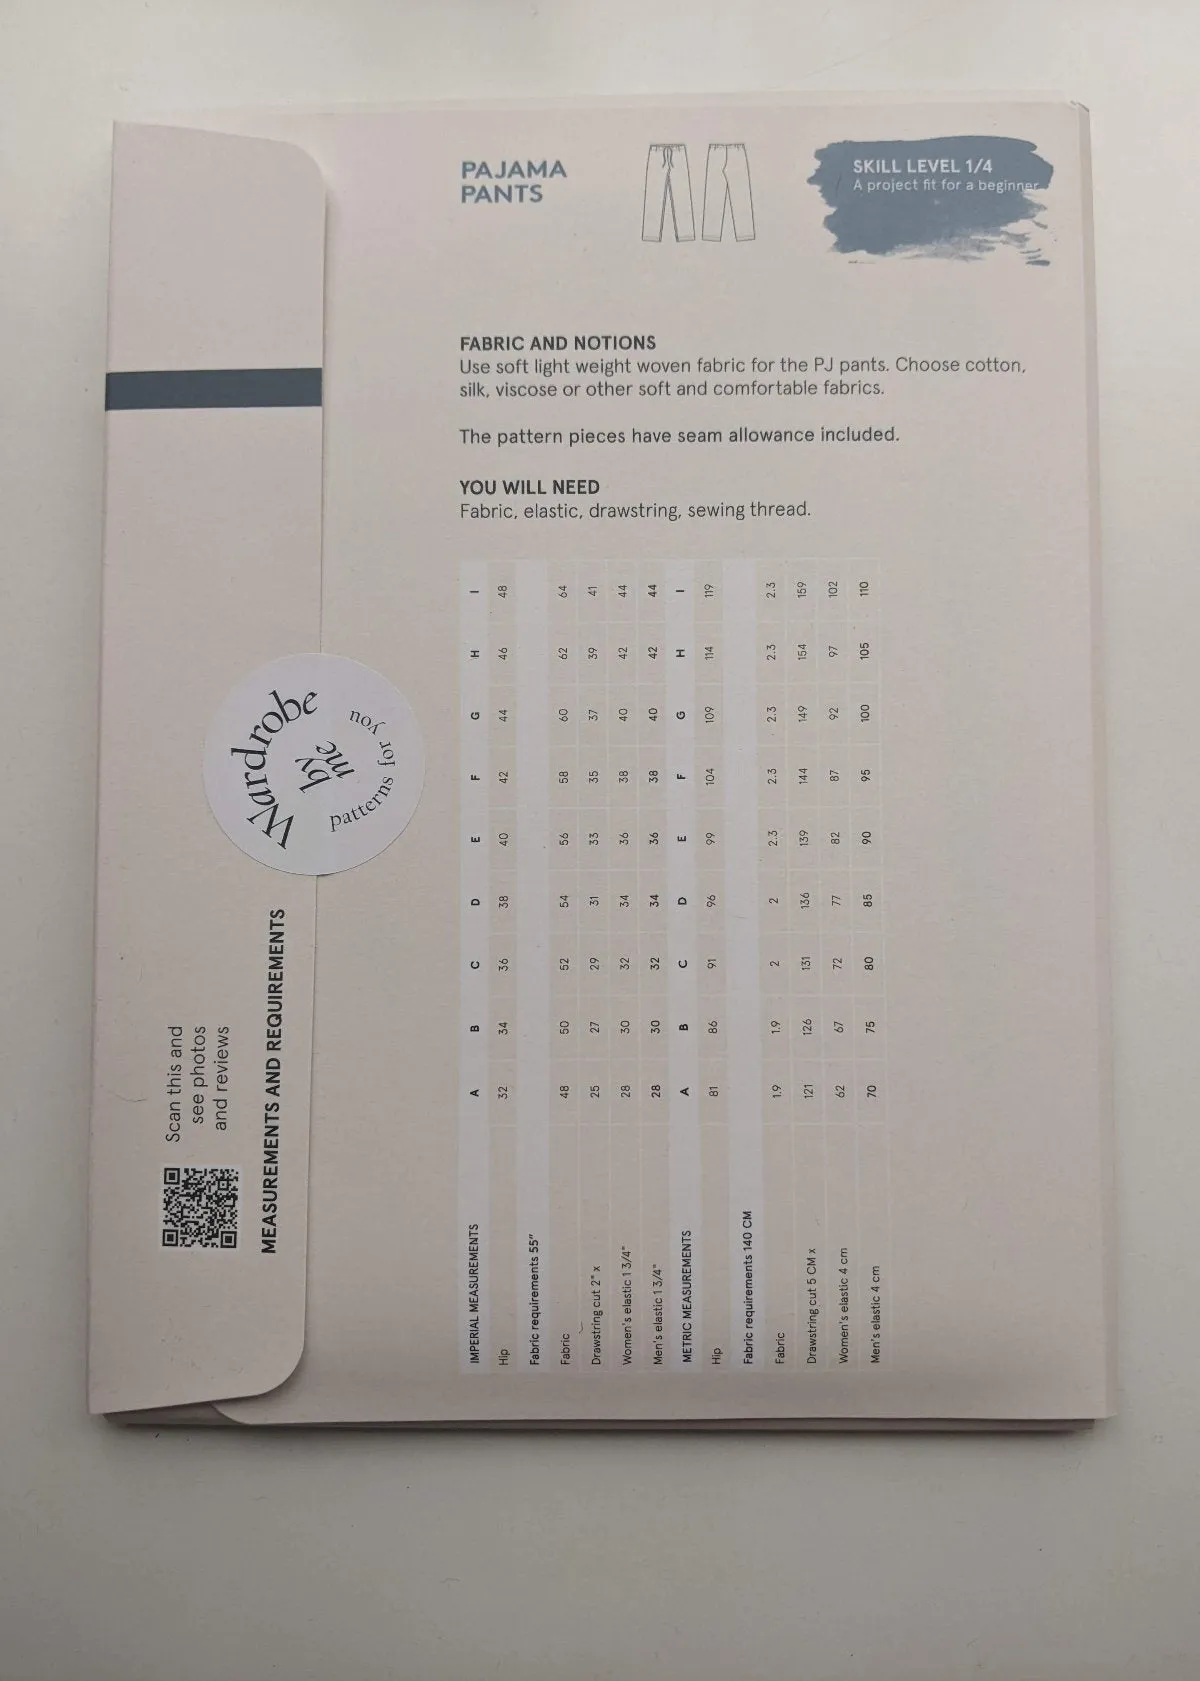 PAJAMA
PANTS
SKILL LEVEL 1/4
A project fit for a beginner
FABRIC AND NOTIONS
Use soft light weight woven fabric for the PJ pants. Choose cotton,
silk, viscose or other soft and comfortable fabrics.
The pattern pieces have seam allowance included.
YOU WILL NEED
Fabric, elastic, drawstring, sewing thread.
Wardrobe
by
me
patterns for you
Scan this and
see photos
and reviews
MEASUREMENTS AND REQUIREMENTS
IMPERIAL MEASUREMENTS A B C D E F G H I
Hip 32 34 36 38 40 42 44 46 48
Fabric requirements 55"
Fabric 48 50 52 54 56 58 60 62 64
Drawstring cut 2" x 25 27 29 31 33 35 37 39 41
Women's elastic 1 3/4" 28 30 32 34 36 38 40 42 44
Men's elastic 1 3/4" 28 30 32 34 36 38 40 42 44
METRIC MEASUREMENTS A B C D E F G H I
Hip 81 86 91 96 99 104 109 114 119
Fabric requirements 140 CM
Fabric 1.9 1.9 2 2 2.3 2.3 2.3 2.3 2.3
Drawstring cut 5 CM x 121 126 131 136 139 144 149 154 159
Women's elastic 4 cm 62 67 72 77 82 87 92 97 102
Men's elastic 4 cm 70 75 80 85 90 95 100 105 110